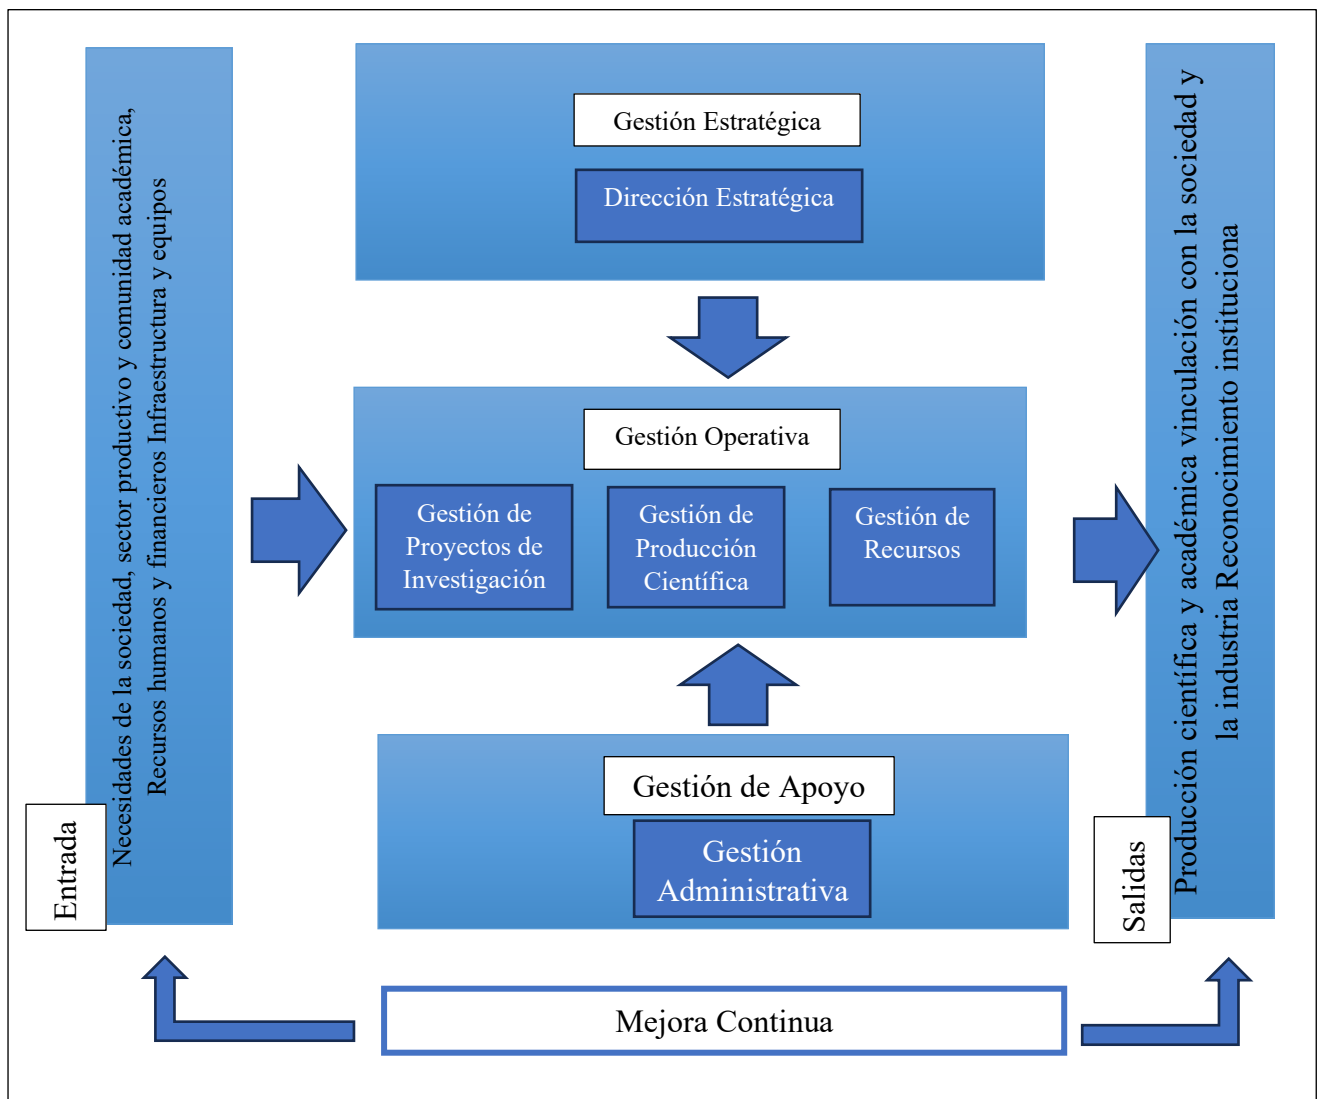 Necesidades de la sociedad, sector productivo y comunidad académica,
Recursos humanos y financieros Infraestructura y equipos
Entrada
Gestión Estratégica
Dirección Estratégica
Gestión Operativa
Gestión de
Proyectos de
Investigación
Gestión de
Producción
Científica
Gestión de
Recursos
Gestión de Apoyo
Gestión
Administrativa
Producción científica y académica vinculación con la sociedad y
la industria Reconocimiento instituciona
Salidas
Mejora Continua